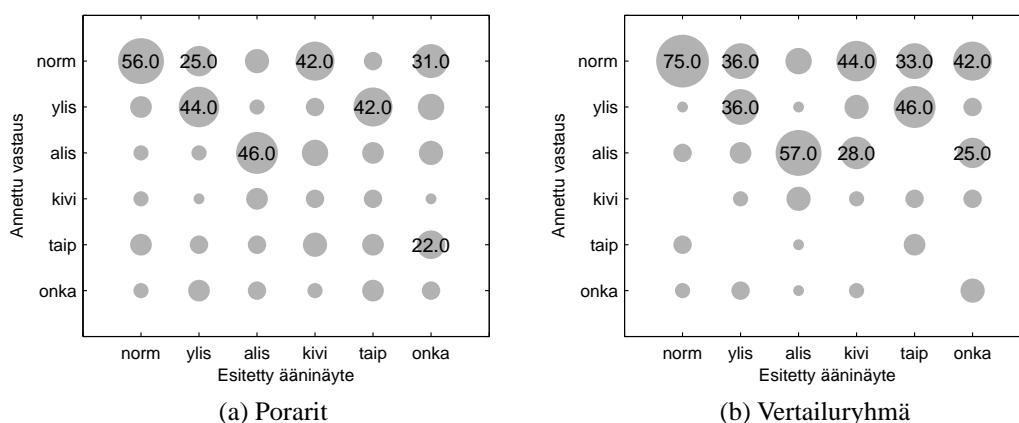 norm 56.0 25.0 42.0 31.0
ylis 44.0 42.0
alis 46.0
kivi
taip 22.0
onka
norm ylis alis kivi taip onka
Esitetty ääninäyte
Annettu vastaus
(a) Porarit
norm 75.0 36.0 44.0 33.0 42.0
ylis 36.0 46.0
alis 57.0 28.0 25.0
kivi
taip
onka
norm ylis alis kivi taip onka
Esitetty ääninäyte
Annettu vastaus
(b) Vertailuryhmä